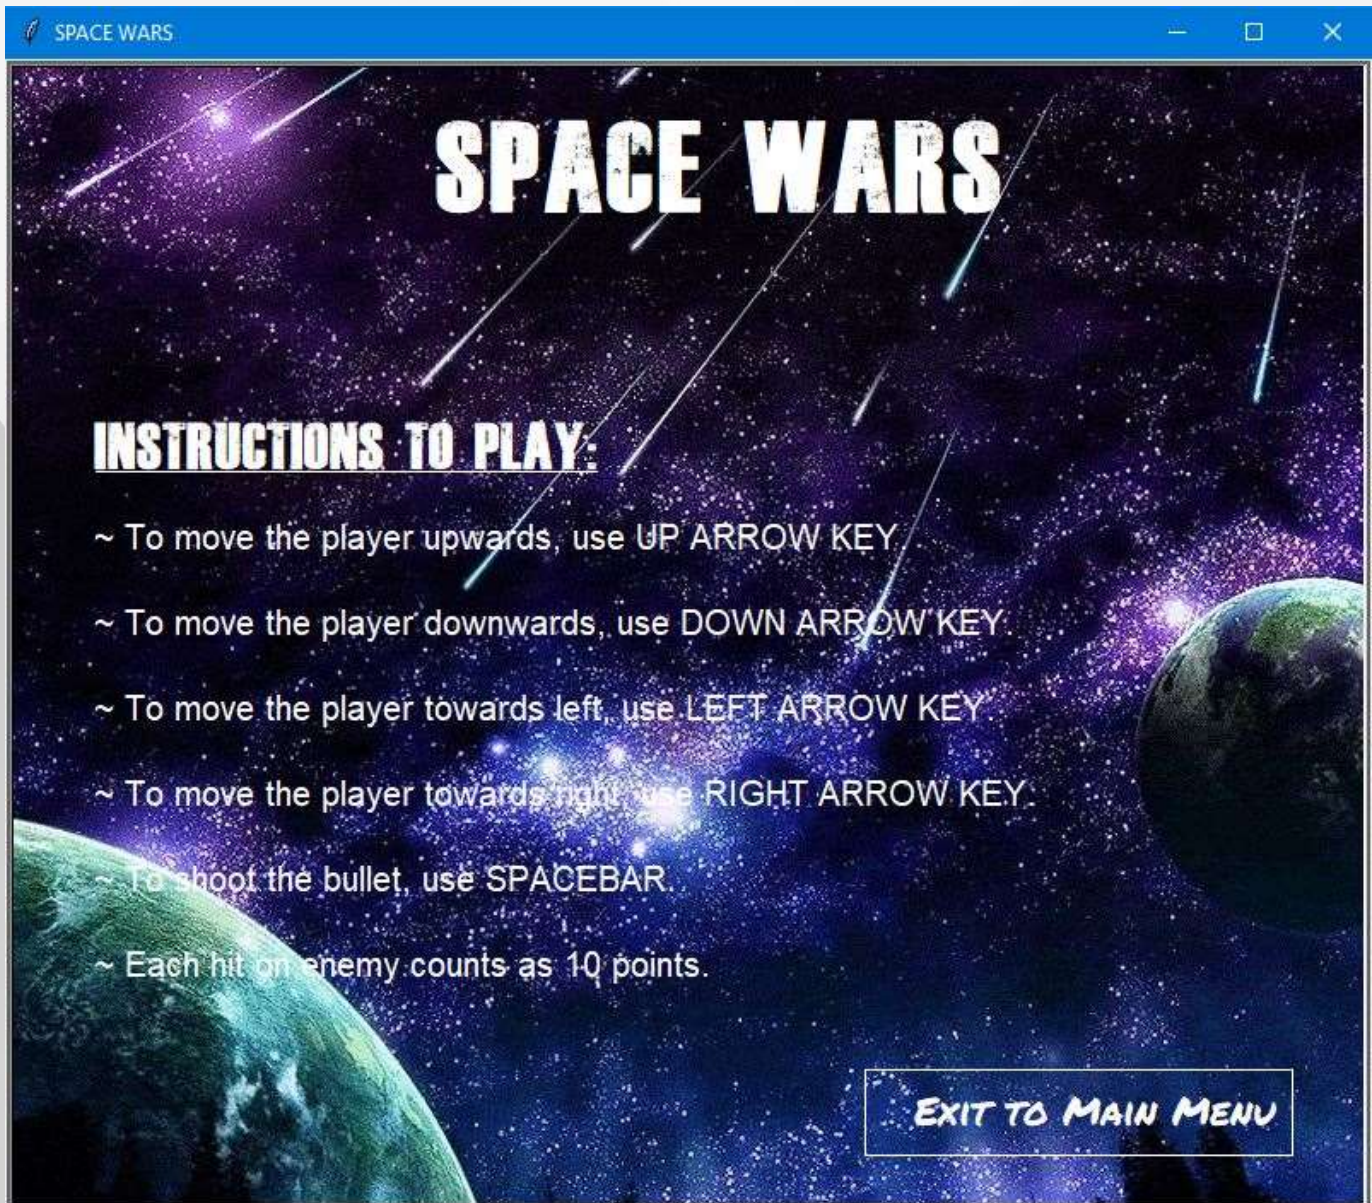 SPACE WARS
SPACE WARS
INSTRUCTIONS TO PLAY:
~ To move the player upwards, use UP ARROW KEY.
~ To move the player downwards, use DOWN ARROW KEY.
~ To move the player towards left, use LEFT ARROW KEY.
~ To move the player towards right, use RIGHT ARROW KEY.
~ To shoot the bullet, use SPACEBAR.
~ Each hit on enemy counts as 10 points.
EXIT TO MAIN MENU